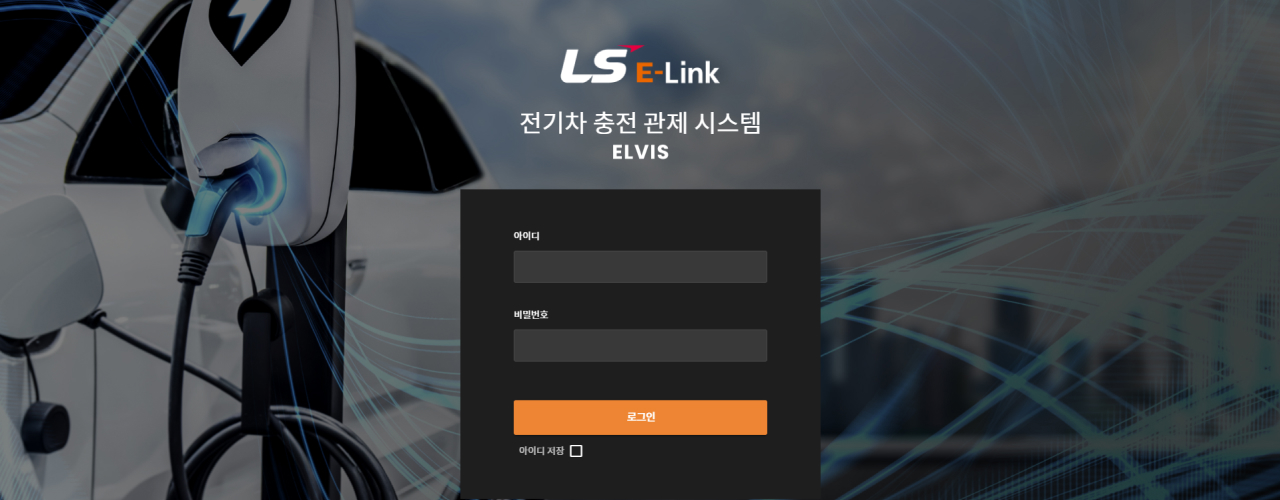 LS E-Link
전기차 충전 관제 시스템
ELVIS
아이디
비밀번호
로그인
아이디 저장